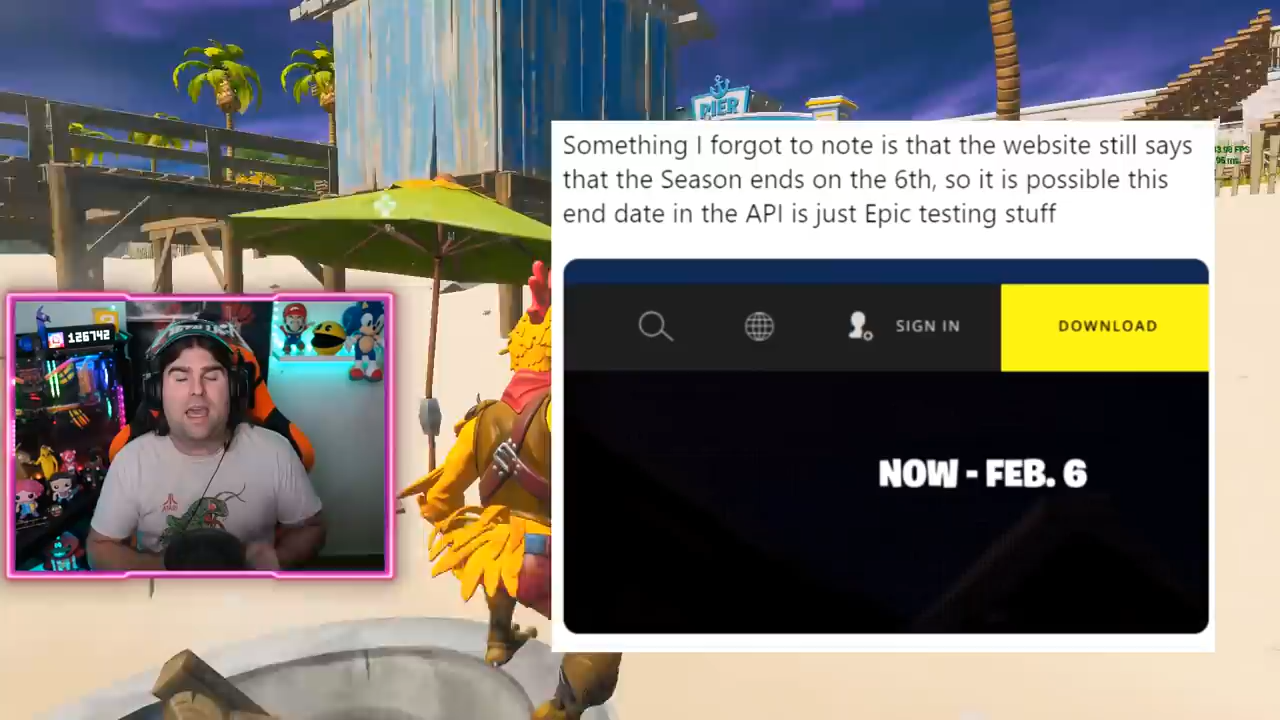 PIER
Something I forgot to note is that the website still says
that the Season ends on the 6th, so it is possible this
end date in the API is just Epic testing stuff
SIGN IN
DOWNLOAD
NOW - FEB. 6
126742
ATARI